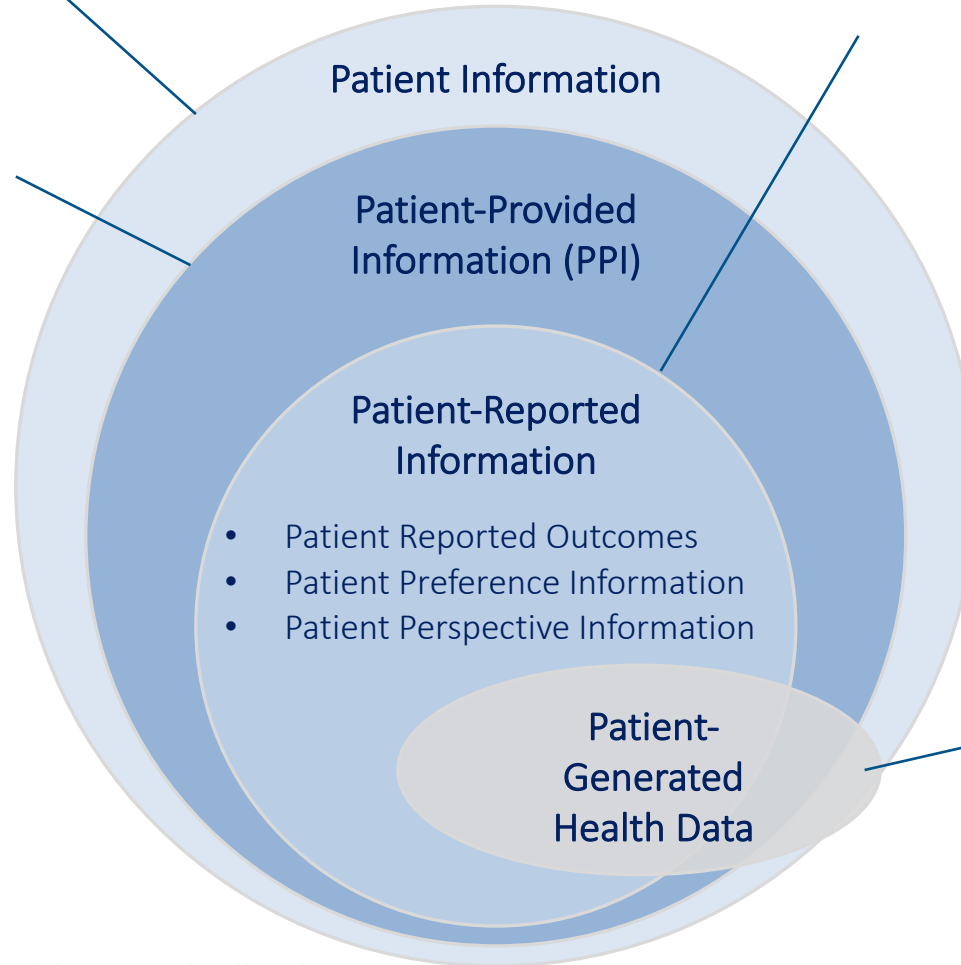 Patient Information
Patient-Provided
Information (PPI)
Patient-Reported
Information
• Patient Reported Outcomes
• Patient Preference Information
• Patient Perspective Information
Patient-
Generated
Health Data